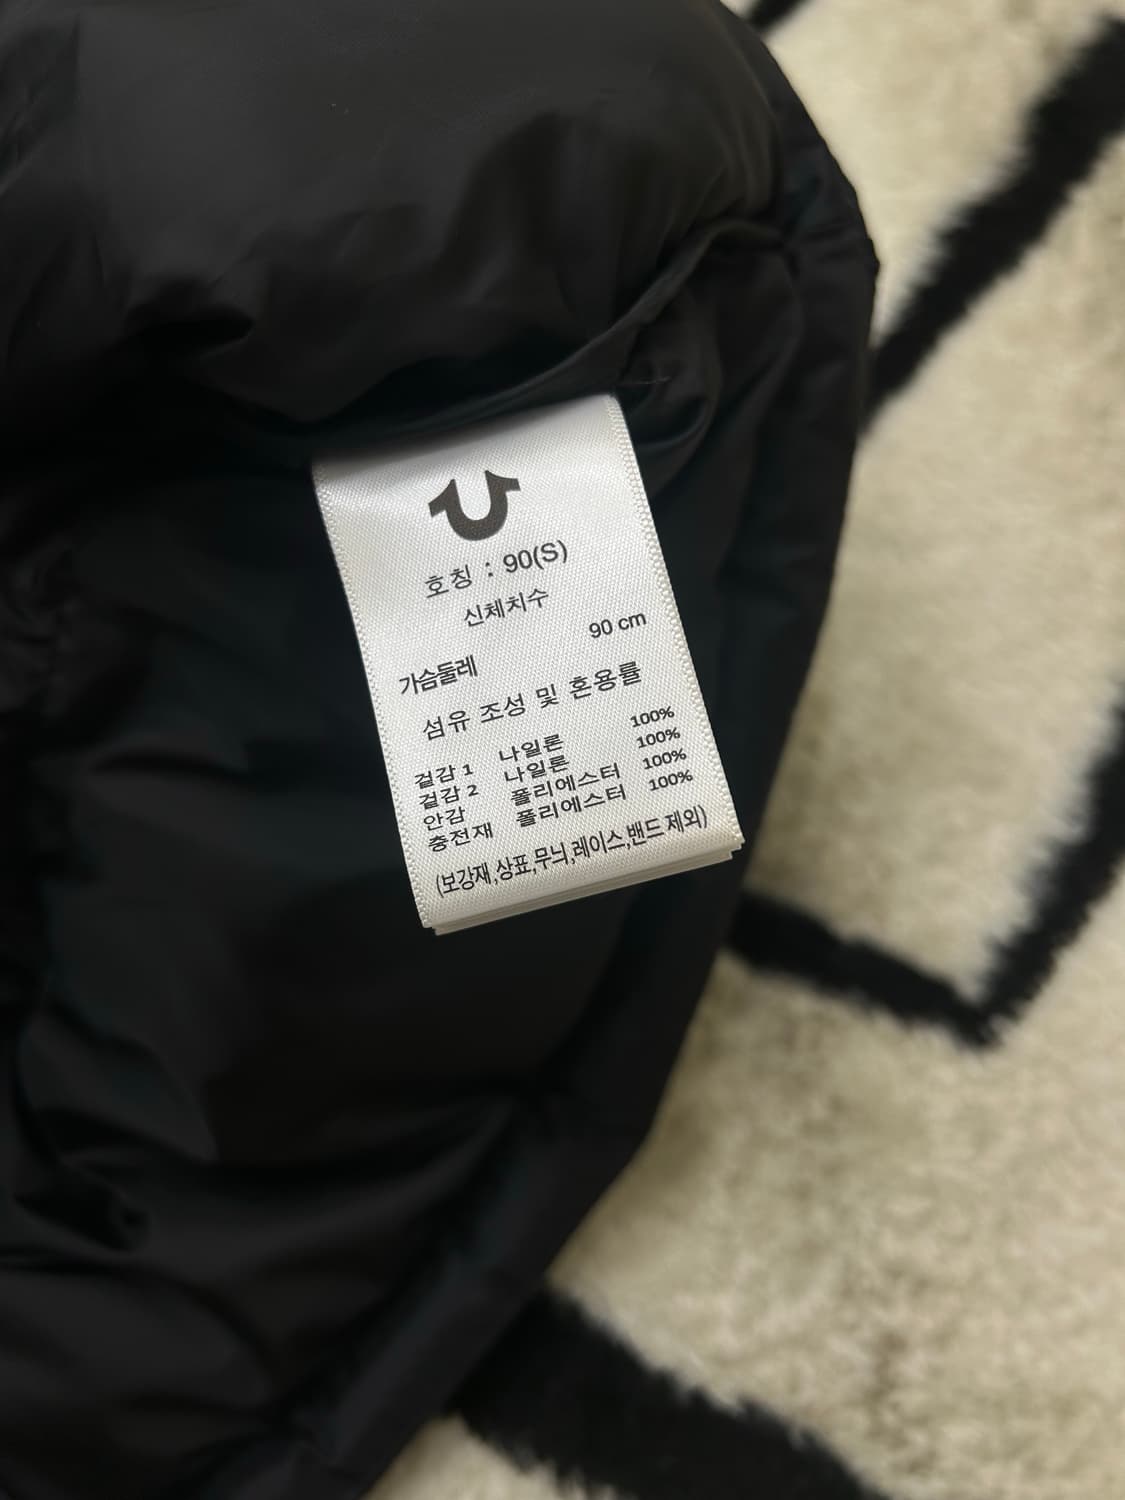 호칭 : 90(S)
신체치수
90 cm
가슴둘레
섬유 조성 및 혼용률
겉감 1 나일론 100%
겉감 2 나일론 100%
안감 폴리에스터 100%
충전재 폴리에스터 100%
(보강재,상표,무늬,레이스,밴드 제외)